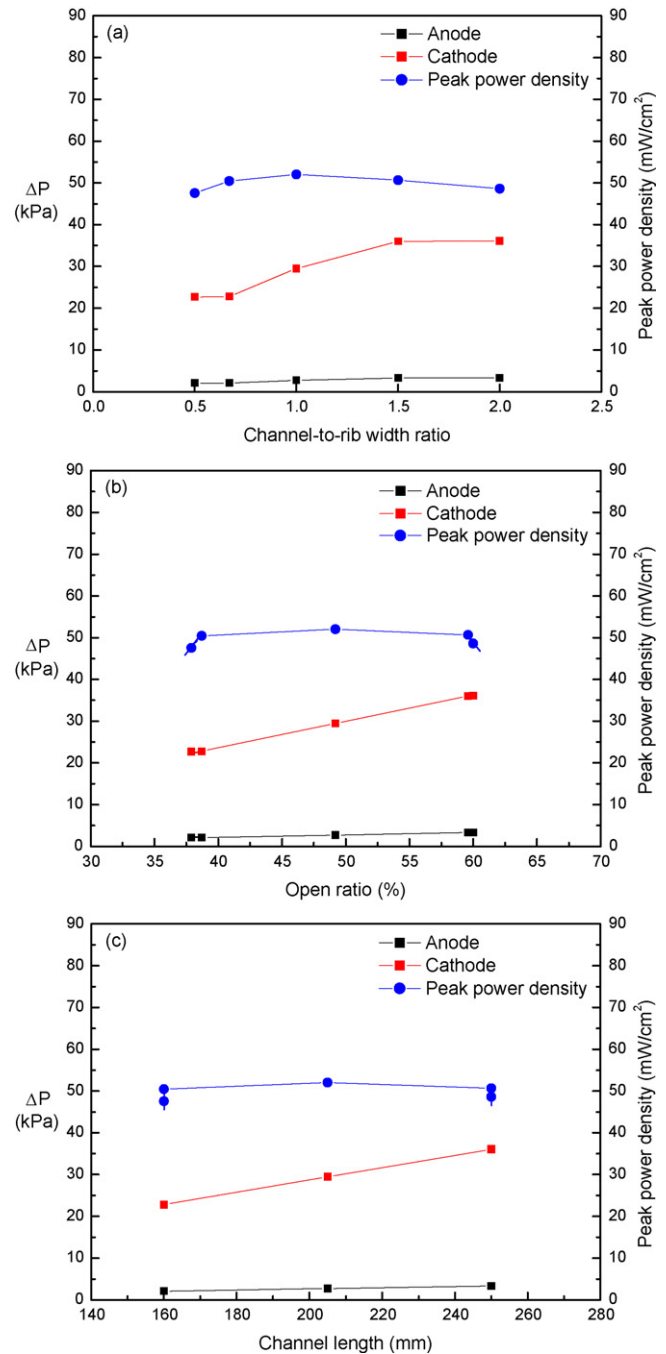 (a)
Anode
Cathode
Peak power density
90
80
70
60
50
40
30
20
10
0
ΔP
(kPa)
90
80
70
60
50
40
30
20
10
0
Peak power density (mW/cm²)
0.0 0.5 1.0 1.5 2.0 2.5
Channel-to-rib width ratio
(b)
Anode
Cathode
Peak power density
90
80
70
60
50
40
30
20
10
0
ΔP
(kPa)
90
80
70
60
50
40
30
20
10
0
Peak power density (mW/cm²)
30 35 40 45 50 55 60 65 70
Open ratio (%)
(c)
Anode
Cathode
Peak power density
90
80
70
60
50
40
30
20
10
0
ΔP
(kPa)
90
80
70
60
50
40
30
20
10
0
Peak power density (mW/cm²)
140 160 180 200 220 240 260 280
Channel length (mm)